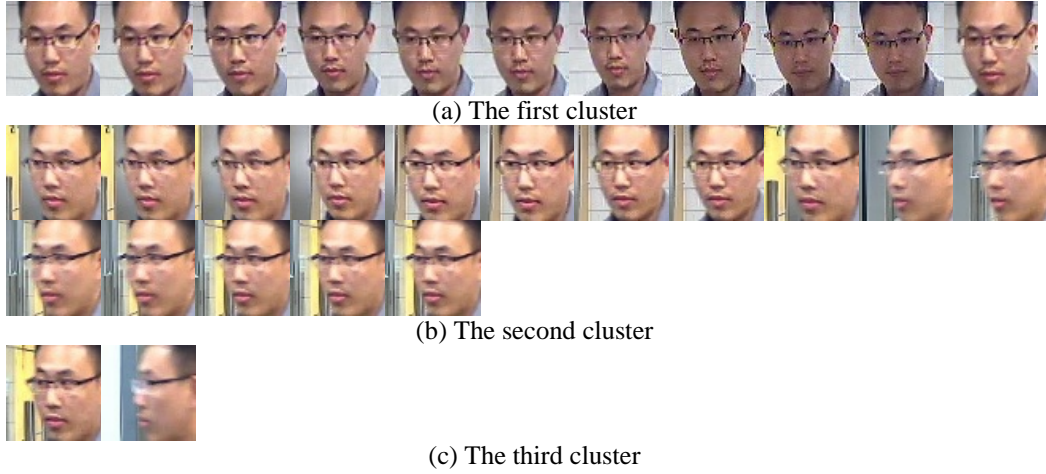 (a) The first cluster
(b) The second cluster
(c) The third cluster